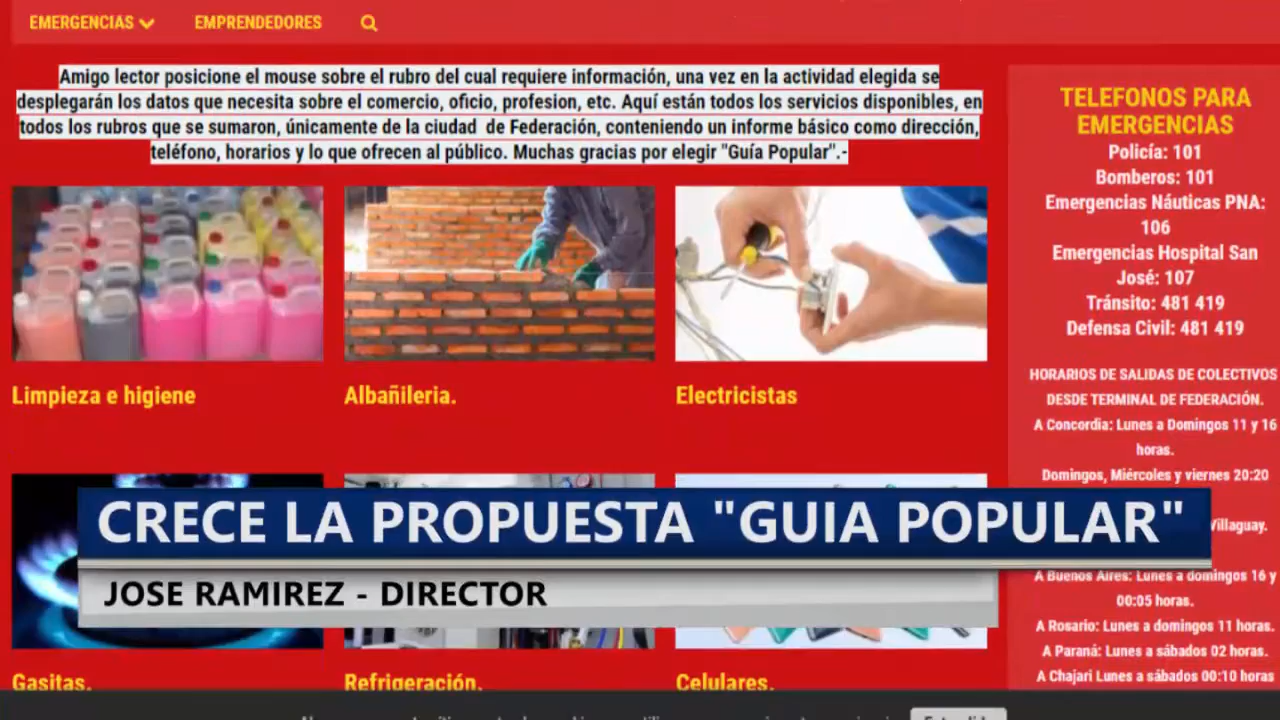 EMERGENCIAS
EMPRENDEDORES
Amigo lector posicione el mouse sobre el rubro del cual requiere información, una vez en la actividad elegida se
desplegarán los datos que necesita sobre el comercio, oficio, profesion, etc. Aquí están todos los servicios disponibles, en
todos los rubros que se sumaron, únicamente de la ciudad de Federación, conteniendo un informe básico como dirección,
teléfono, horarios y lo que ofrecen al público. Muchas gracias por elegir "Guía Popular".-
Limpieza e higiene
Albañileria.
Electricistas
Gasitas.
Refrigeración.
Celulares.
TELEFONOS PARA
EMERGENCIAS
Policía: 101
Bomberos: 101
Emergencias Náuticas PNA:
106
Emergencias Hospital San
José: 107
Tránsito: 481 419
Defensa Civil: 481 419
HORARIOS DE SALIDAS DE COLECTIVOS
DESDE TERMINAL DE FEDERACIÓN.
A Concordia: Lunes a Domingos 11 y 16
horas.
Domingos, Miércoles y viernes 20:20
Villaguay.
A Buenos Aires: Lunes a domingos 16 y
00:05 horas.
A Rosario: Lunes a domingos 11 horas.
A Paraná: Lunes a sábados 02 horas.
A Chajari Lunes a sábados 00:10 horas
CRECE LA PROPUESTA "GUIA POPULAR"
JOSE RAMIREZ - DIRECTOR